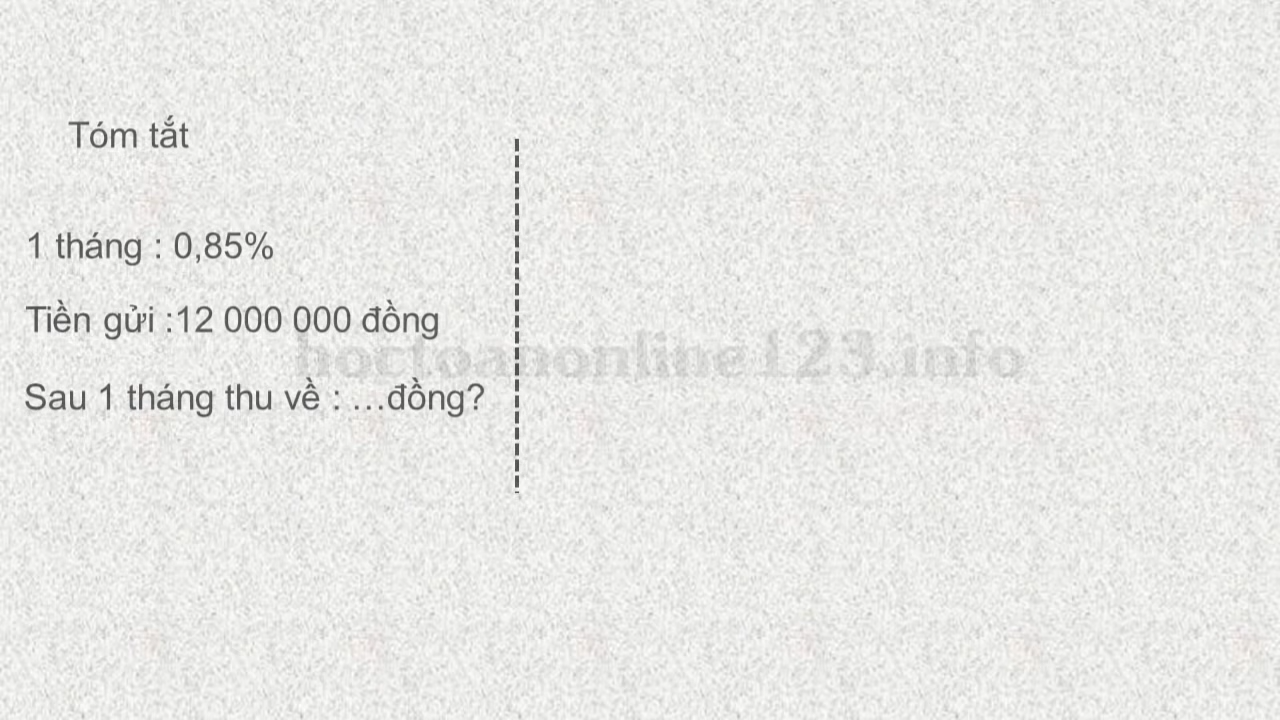 Tóm tắt
1 tháng : 0,85%
Tiền gửi :12 000 000 đồng
hoctoanonline123.info
Sau 1 tháng thu về : …đồng?